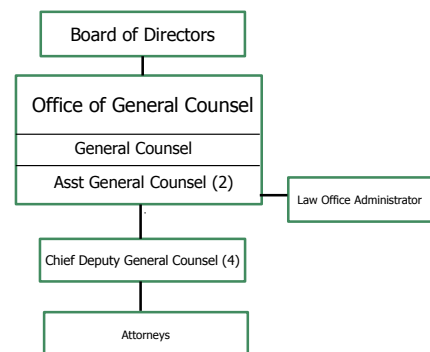 Board of Directors
Office of General Counsel
General Counsel
Asst General Counsel (2)
Law Office Administrator
Chief Deputy General Counsel (4)
Attorneys